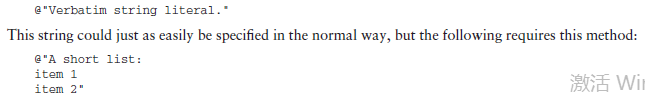 @"Verbatim string literal."
This string could just as easily be specified in the normal way, but the following requires this method:
@"A short list:
item 1
item 2"
激活 Win